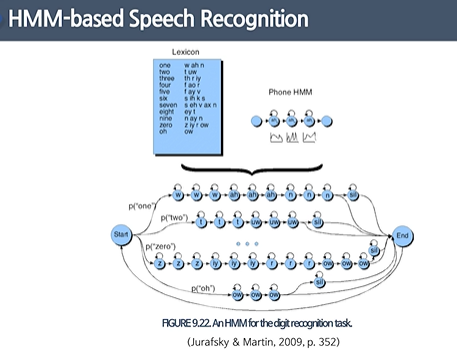 HMM-based Speech Recognition
Lexicon
one w ah n
two t uw
three th r iy
four f ao r
five f ay v
six s ih k s
seven s eh v ax n
eight ey t
nine n ay n
zero z iy r ow
oh ow
Phone HMM
p("one")
w w w ah ah ah n n n sil
p("two")
t t t uw uw uw sil
Start
End
p("zero")
z z z iy iy iy r r r ow ow ow sil
p("oh")
ow ow ow sil
FIGURE 9.22. An HMM for the digit recognition task.
(Jurafsky & Martin, 2009, p. 352)